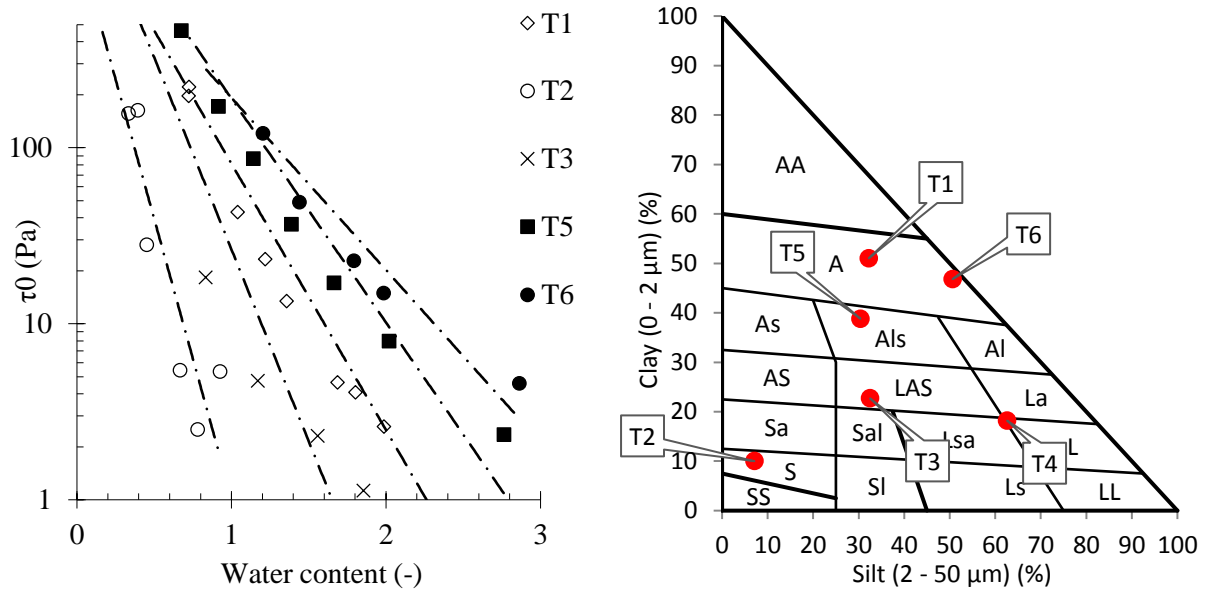 100
10
1
τ0 (Pa)
0
1
2
3
Water content (-)
T1
T2
T3
T5
T6
100
90
80
70
60
50
40
30
20
10
0
Clay (0 - 2 µm) (%)
AA
T1
T6
T5
A
As
Als
Al
AS
LAS
La
T2
Sa
Sal
Lsa
L
T3
T4
S
SS
Sl
Ls
LL
0 10 20 30 40 50 60 70 80 90 100
Silt (2 - 50 µm) (%)